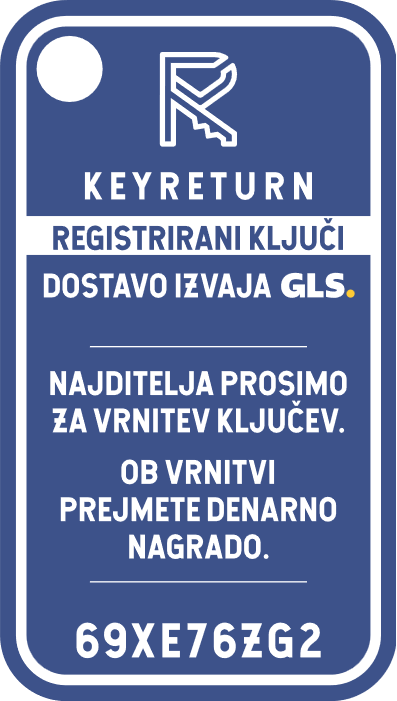 KEYRETURN
REGISTRIRANI KLJUČI
DOSTAVO IZVAJA GLS.
NAJDITELJA PROSIMO
ZA VRNITEV KLJUČEV.
OB VRNITVI
PREJMETE DENARNO
NAGRADO.
69XE76ZG2